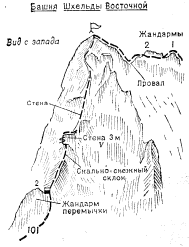 Башня Шхельды Восточной
Вид с запада
Жандармы
2
1
Провал
Стена
Стена 3м
V
Скально-снежный
склон
2
Жандарм
перемычки
101